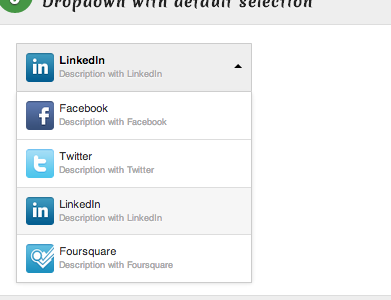 Dropdown with default selection
LinkedIn
Description with LinkedIn
Facebook
Description with Facebook
Twitter
Description with Twitter
LinkedIn
Description with LinkedIn
Foursquare
Description with Foursquare